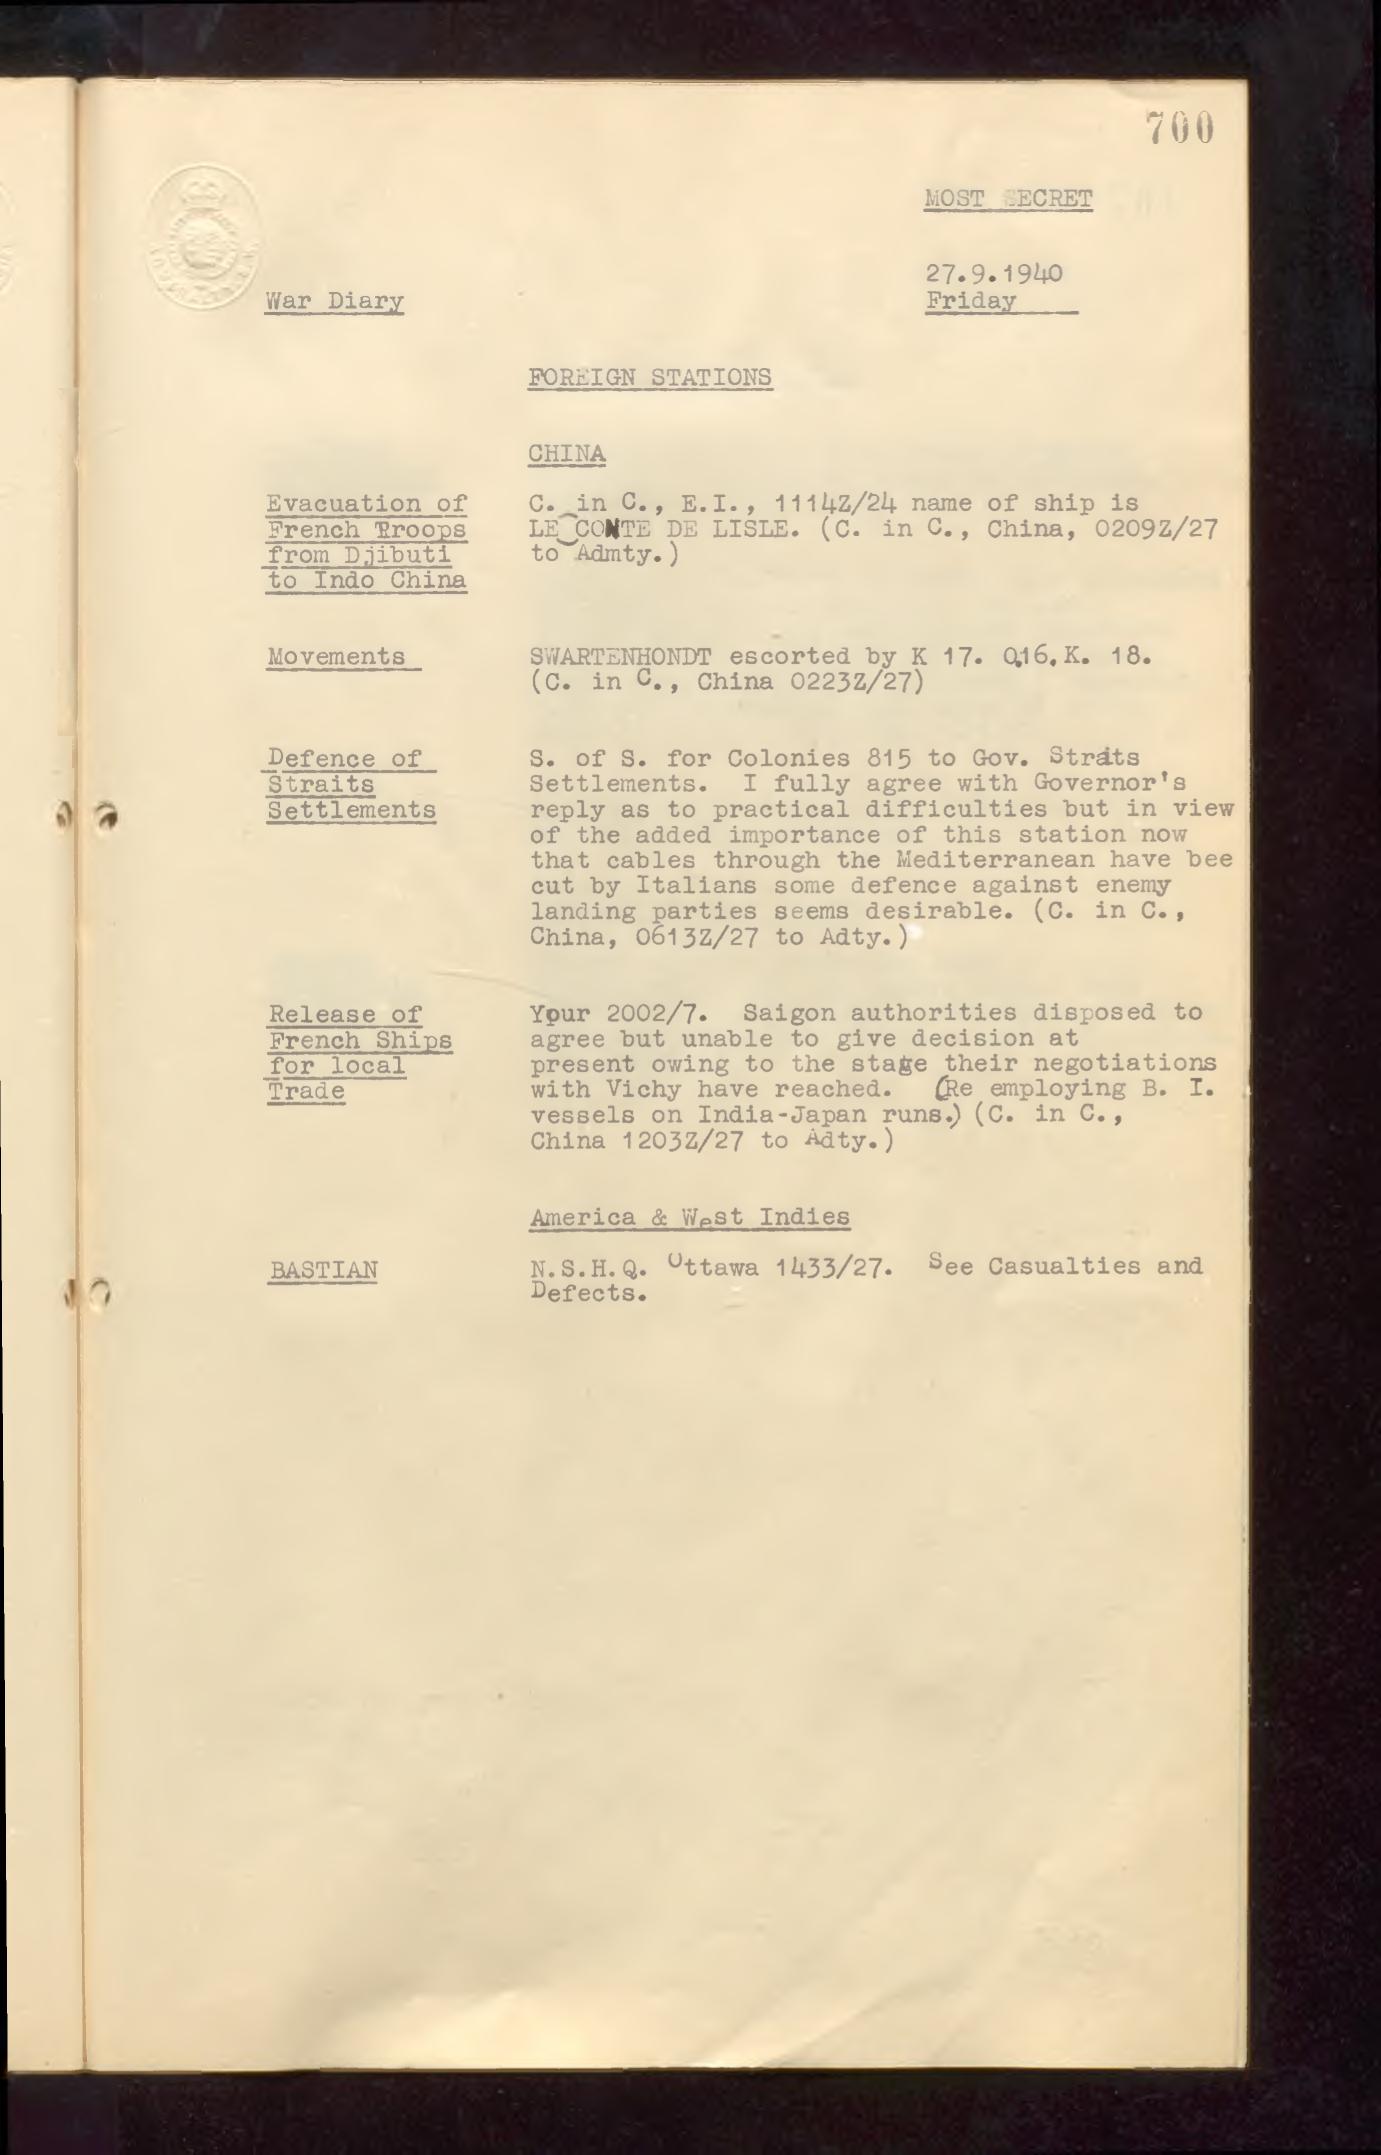 700
MOST SECRET
27.9.1940
War Diary
Friday
FOREIGN STATIONS
CHINA
Evacuation of
French Troops
from Djibuti
to Indo China
C. in C., E.I., 1114Z/24 name of ship is
LE CONTE DE LISLE. (C. in C., China, 0209Z/27
to Admty.)
Movements
SWARTENHONDT escorted by K 17. O,16, K. 18.
(C. in C., China 0223Z/27)
Defence of
Straits
Settlements
S. of S. for Colonies 815 to Gov. Straits
Settlements. I fully agree with Governor's
reply as to practical difficulties but in view
of the added importance of this station now
that cables through the Mediterranean have bee
cut by Italians some defence against enemy
landing parties seems desirable. (C. in C.,
China, 0613Z/27 to Adty.)
Release of
French Ships
for local
Trade
Your 2002/7. Saigon authorities disposed to
agree but unable to give decision at
present owing to the stage their negotiations
with Vichy have reached. (Re employing B. I.
vessels on India-Japan runs.) (C. in C.,
China 1203Z/27 to Adty.)
America & West Indies
BASTIAN
N.S.H.Q. Ottawa 1433/27. See Casualties and
Defects.